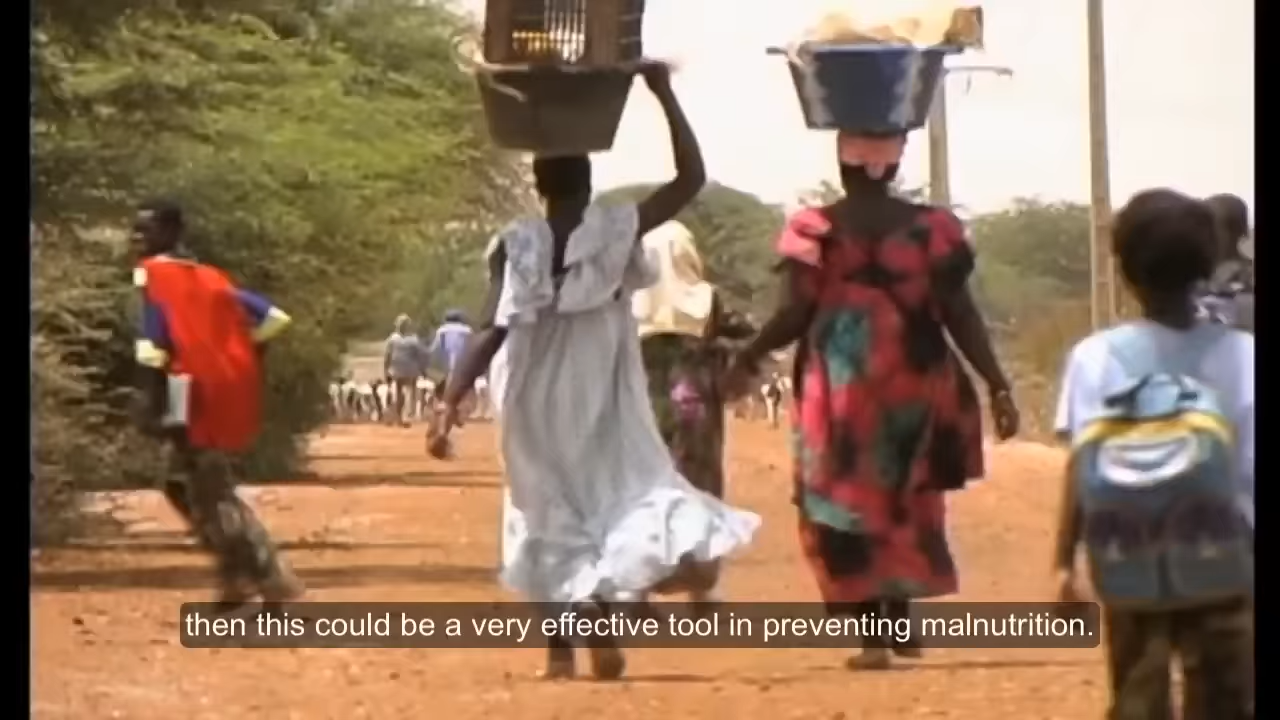 then this could be a very effective tool in preventing malnutrition.